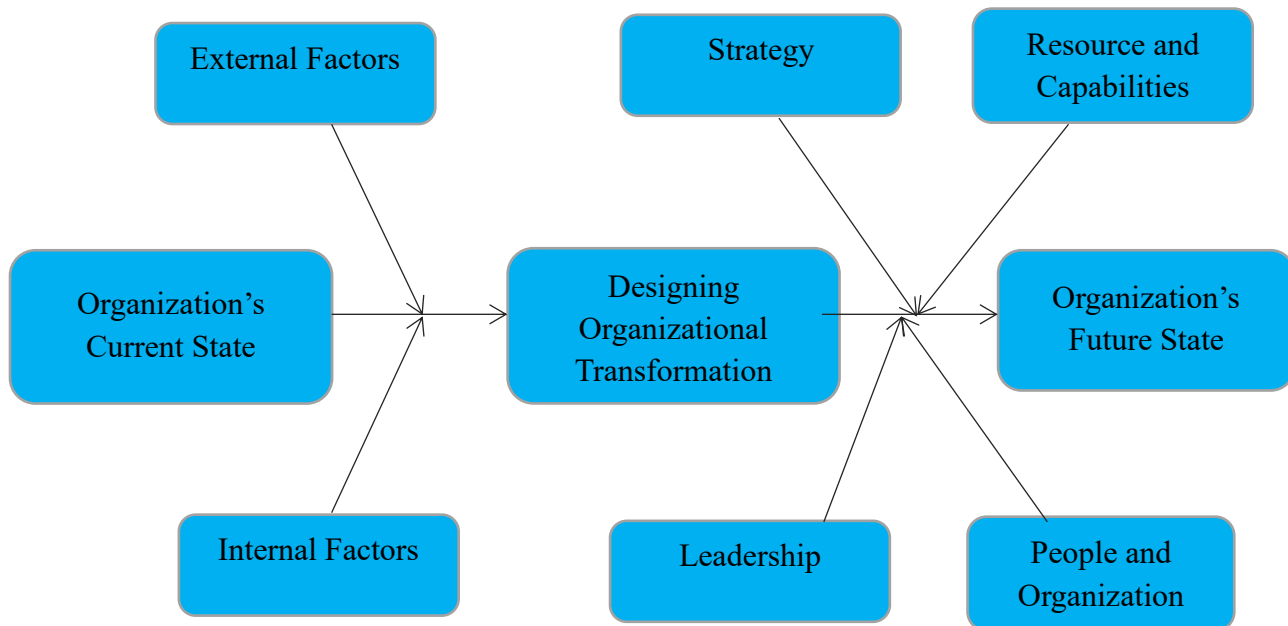 External Factors
Strategy
Resource and
Capabilities
Organization’s
Current State
Designing
Organizational
Transformation
Organization’s
Future State
Internal Factors
Leadership
People and
Organization